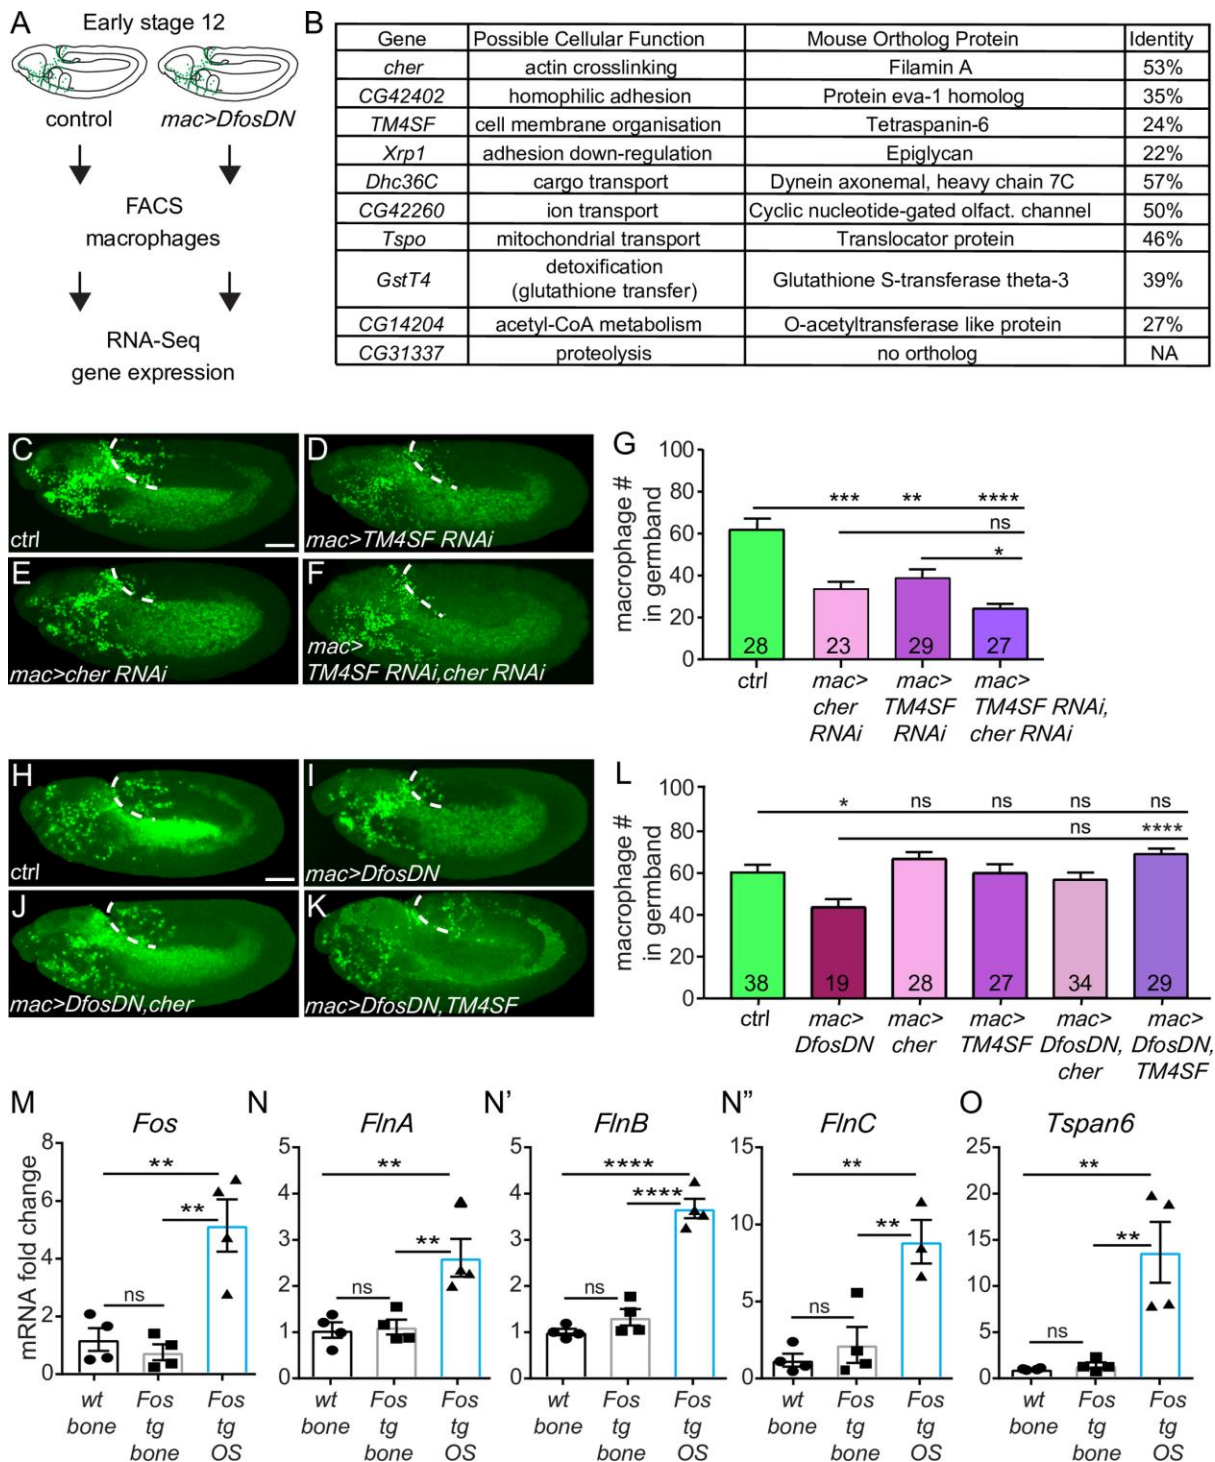 A
Early stage 12
control
mac>DfosDN
FACS
macrophages
RNA-Seq
gene expression
B
Gene Possible Cellular Function Mouse Ortholog Protein Identity
cher actin crosslinking Filamin A 53%
CG42402 homophilic adhesion Protein eva-1 homolog 35%
TM4SF cell membrane organisation Tetraspanin-6 24%
Xrp1 adhesion down-regulation Epiglycan 22%
Dhc36C cargo transport Dynein axonemal, heavy chain 7C 57%
CG42260 ion transport Cyclic nucleotide-gated olfact. channel 50%
Tspo mitochondrial transport Translocator protein 46%
GstT4 detoxification (glutathione transfer) Glutathione S-transferase theta-3 39%
CG14204 acetyl-CoA metabolism O-acetyltransferase like protein 27%
CG31337 proteolysis no ortholog NA
C
ctrl
D
mac>TM4SF RNAi
E
mac>cher RNAi
F
mac>
TM4SF RNAi,cher RNAi
G
macrophage #
in germband
100
80
60
40
20
0
*** ** ****
ns
*
28 23 29 27
ctrl
mac>
cher
RNAi
mac>
TM4SF
RNAi
mac>
TM4SF RNAi,
cher RNAi
H
ctrl
I
mac>DfosDN
J
mac>DfosDN,cher
K
mac>DfosDN,TM4SF
L
macrophage #
in germband
100
80
60
40
20
0
* ns ns ns ns
ns ****
38 19 28 27 34 29
ctrl
mac>
DfosDN
mac>
cher
mac>
TM4SF
mac>
DfosDN,
cher
mac>
DfosDN,
TM4SF
M
Fos
mRNA fold change
8
6
4
2
0
**
**
ns
wt
bone
Fos
tg
bone
Fos
tg
OS
N
FlnA
5
4
3
2
1
0
**
**
ns
wt
bone
Fos
tg
bone
Fos
tg
OS
N'
FlnB
5
4
3
2
1
0
****
****
ns
wt
bone
Fos
tg
bone
Fos
tg
OS
N"
FlnC
15
10
5
0
**
**
ns
wt
bone
Fos
tg
bone
Fos
tg
OS
O
Tspan6
25
20
15
10
5
0
**
**
ns
wt
bone
Fos
tg
bone
Fos
tg
OS